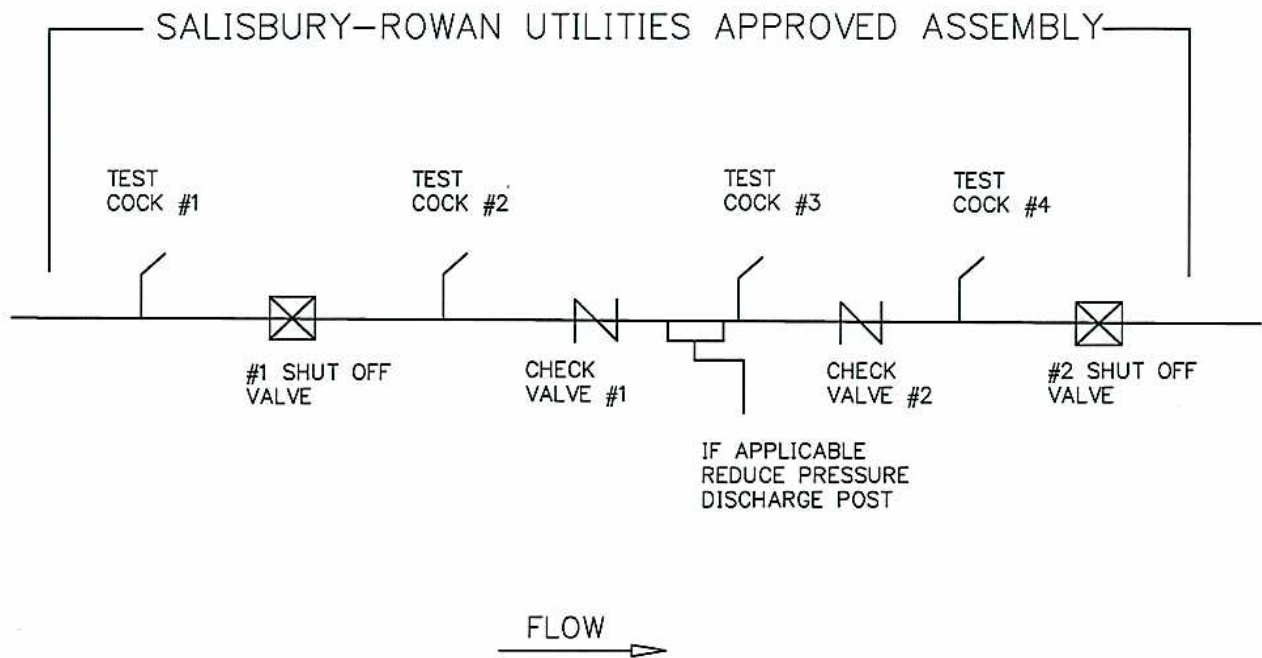 SALISBURY-ROWAN UTILITIES APPROVED ASSEMBLY
TEST
COCK #1
TEST
COCK #2
TEST
COCK #3
TEST
COCK #4
#1 SHUT OFF
VALVE
CHECK
VALVE #1
CHECK
VALVE #2
#2 SHUT OFF
VALVE
IF APPLICABLE
REDUCE PRESSURE
DISCHARGE POST
FLOW